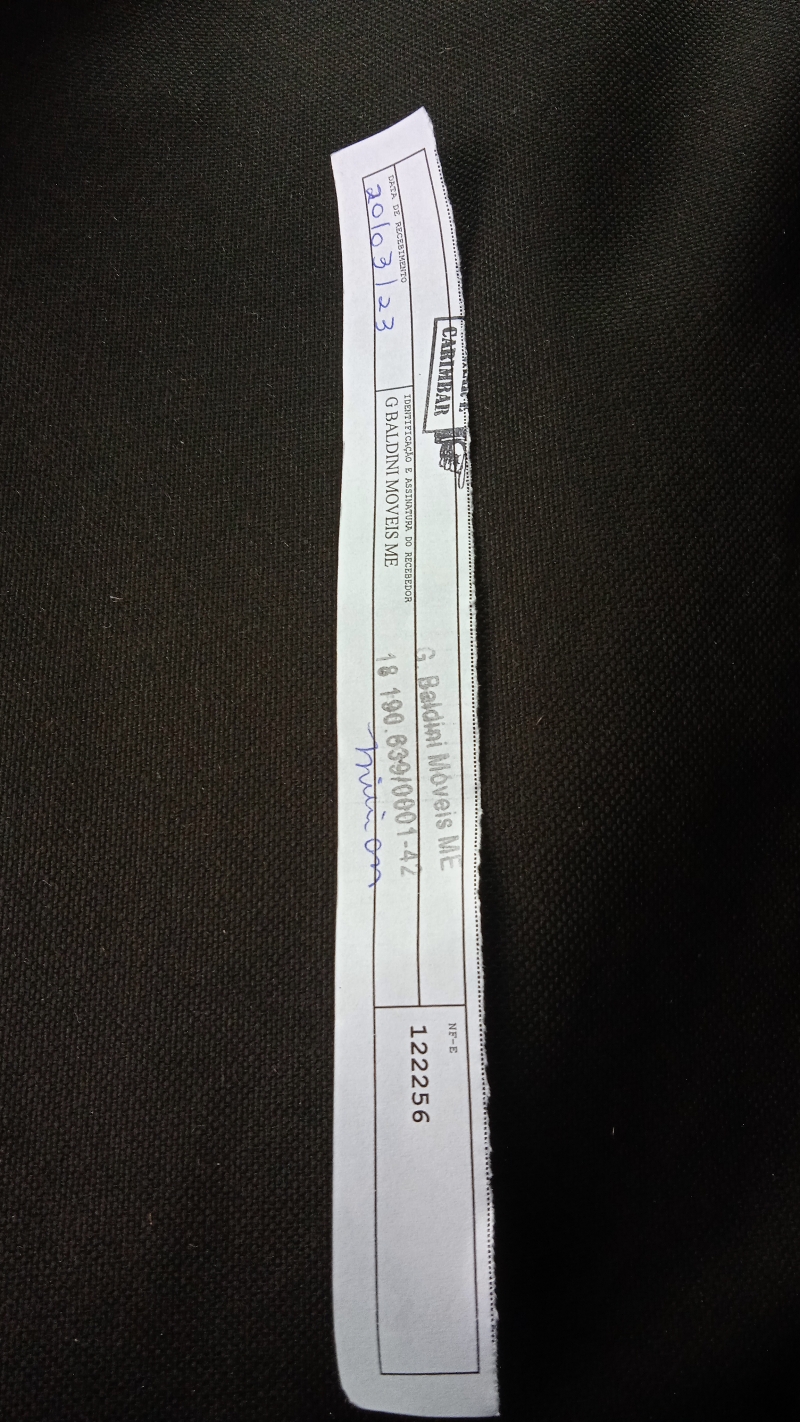 CARIMBAR
G. Baldini Móveis ME
NF-E
122256
DATA DE RECEBIMENTO
20/03/23
IDENTIFICAÇÃO E ASSINATURA DO RECEBEDOR
G BALDINI MOVEIS ME
18 190.639/0001-42